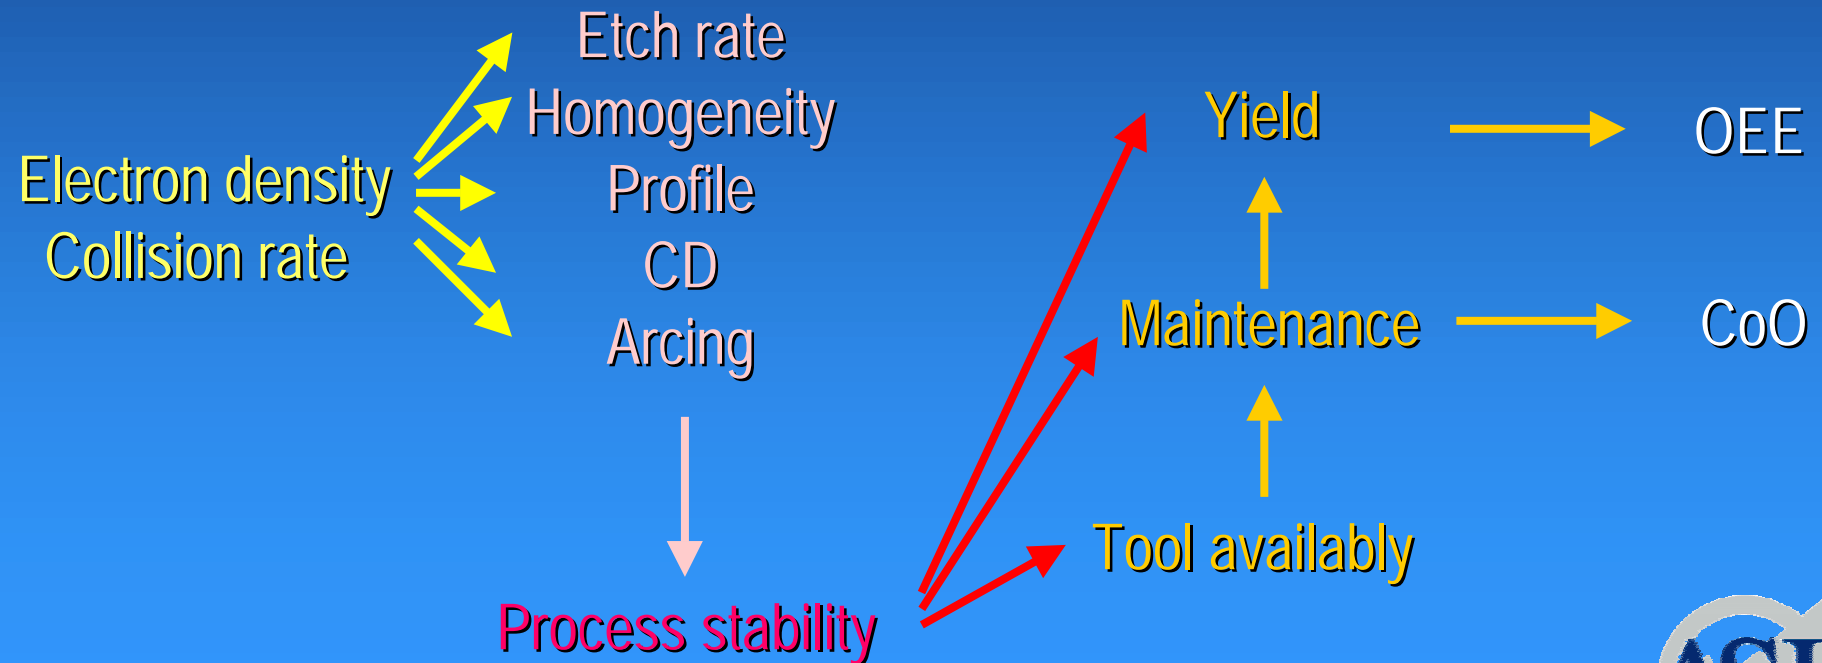 Etch rate
Homogeneity
Profile
CD
Arcing
Electron density
Collision rate
Process stability
Yield
Maintenance
Tool availably
OEE
CoO